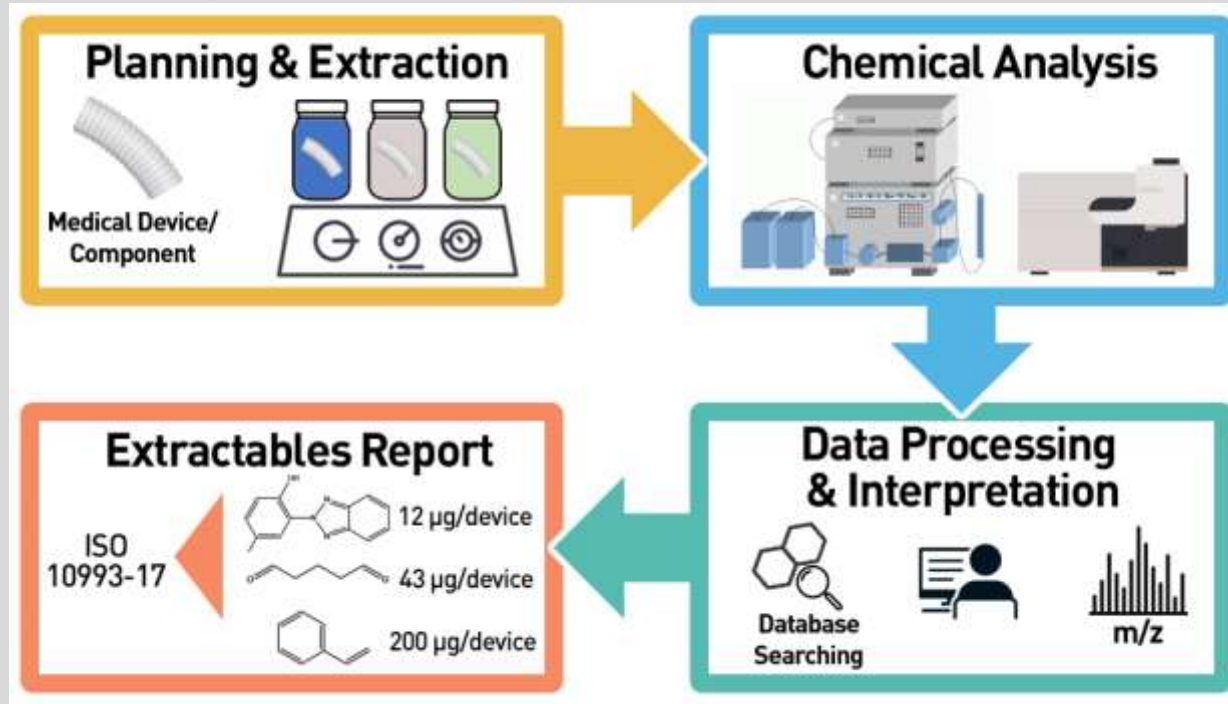 Planning & Extraction
Medical Device/
Component
Chemical Analysis
Data Processing
& Interpretation
Database
Searching
m/z
Extractables Report
ISO
10993-17
12 µg/device
43 µg/device
200 µg/device